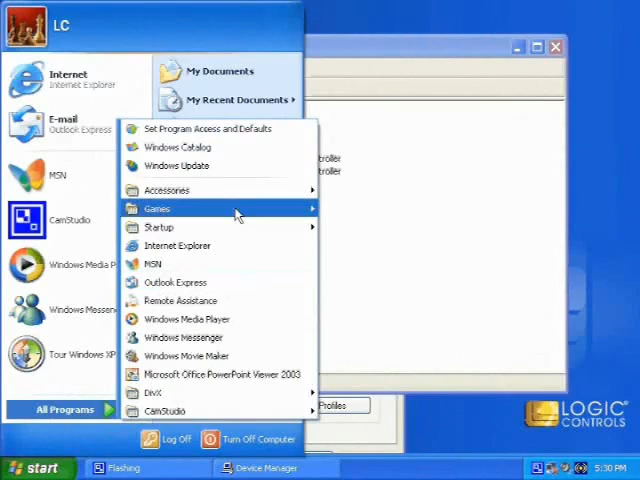 LC
Internet
Internet Explorer
E-mail
Outlook Express
MSN
CamStudio
Windows Media P
Windows Messen
Tour Windows XP
All Programs
My Documents
My Recent Documents
Set Program Access and Defaults
Windows Catalog
Windows Update
Accessories
Games
Startup
Internet Explorer
MSN
Outlook Express
Remote Assistance
Windows Media Player
Windows Messenger
Windows Movie Maker
Microsoft Office PowerPoint Viewer 2003
DivX
CamStudio
troller
troller
Profiles
LOGIC
CONTROLS
Log Off
Turn Off Computer
start
Flashing
Device Manager
5:30 PM